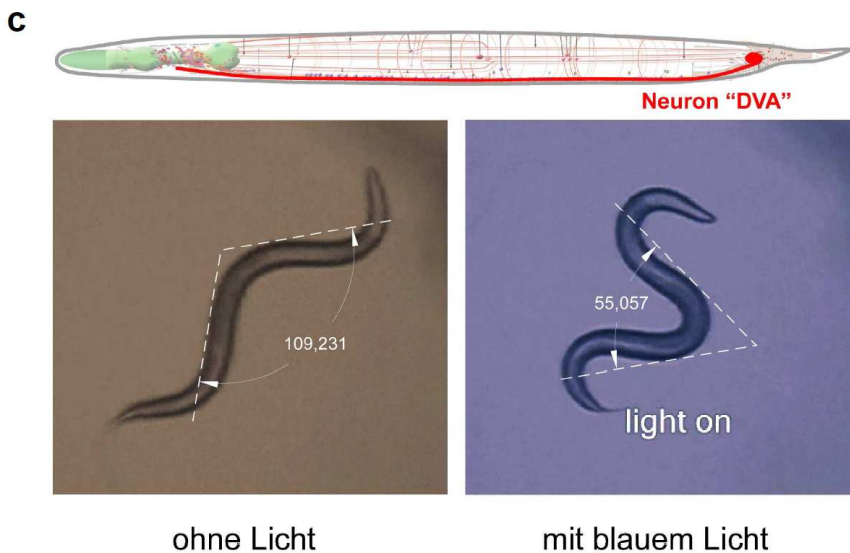 c
Neuron “DVA”
109,231
55,057
light on
ohne Licht
mit blauem Licht